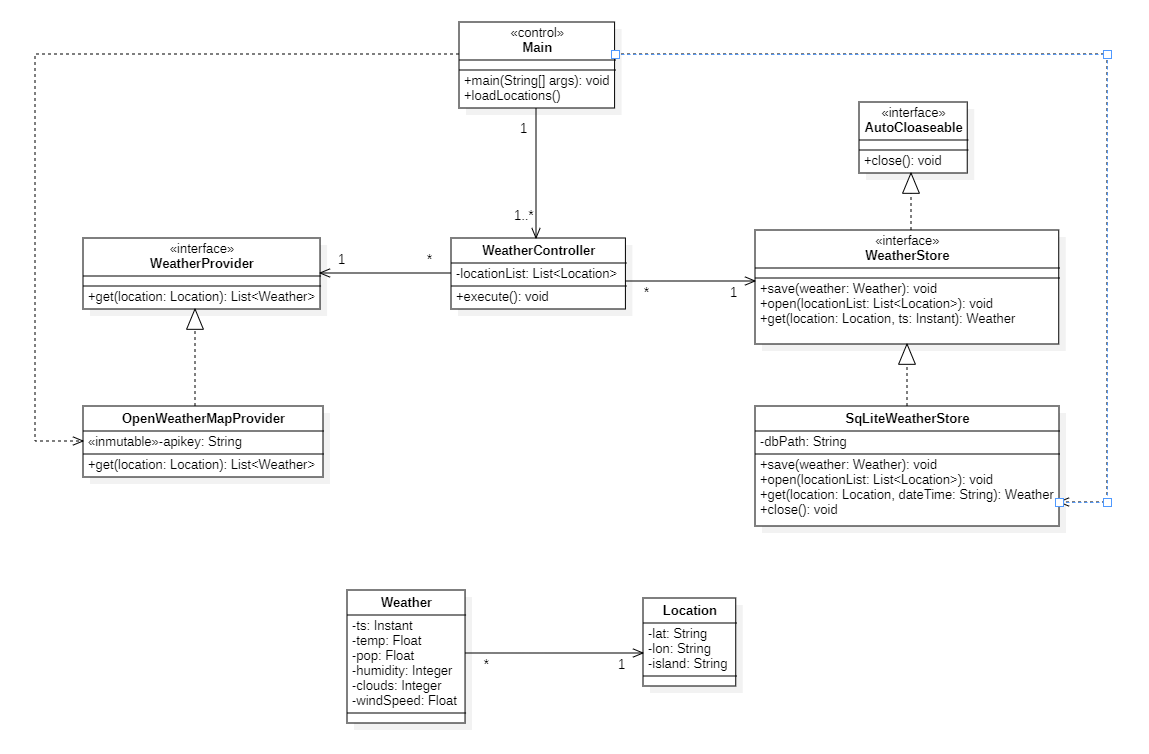 «control»
Main
+main(String[] args): void
+loadLocations()
1
1..*
«interface»
AutoCloaseable
+close(): void
«interface»
WeatherProvider
+get(location: Location): List<Weather>
1
*
WeatherController
-locationList: List<Location>
+execute(): void
*
1
«interface»
WeatherStore
+save(weather: Weather): void
+open(locationList: List<Location>): void
+get(location: Location, ts: Instant): Weather
OpenWeatherMapProvider
«inmutable»-apikey: String
+get(location: Location): List<Weather>
SqLiteWeatherStore
-dbPath: String
+save(weather: Weather): void
+open(locationList: List<Location>): void
+get(location: Location, dateTime: String): Weather
+close(): void
Weather
-ts: Instant
-temp: Float
-pop: Float
-humidity: Integer
-clouds: Integer
-windSpeed: Float
*
1
Location
-lat: String
-lon: String
-island: String